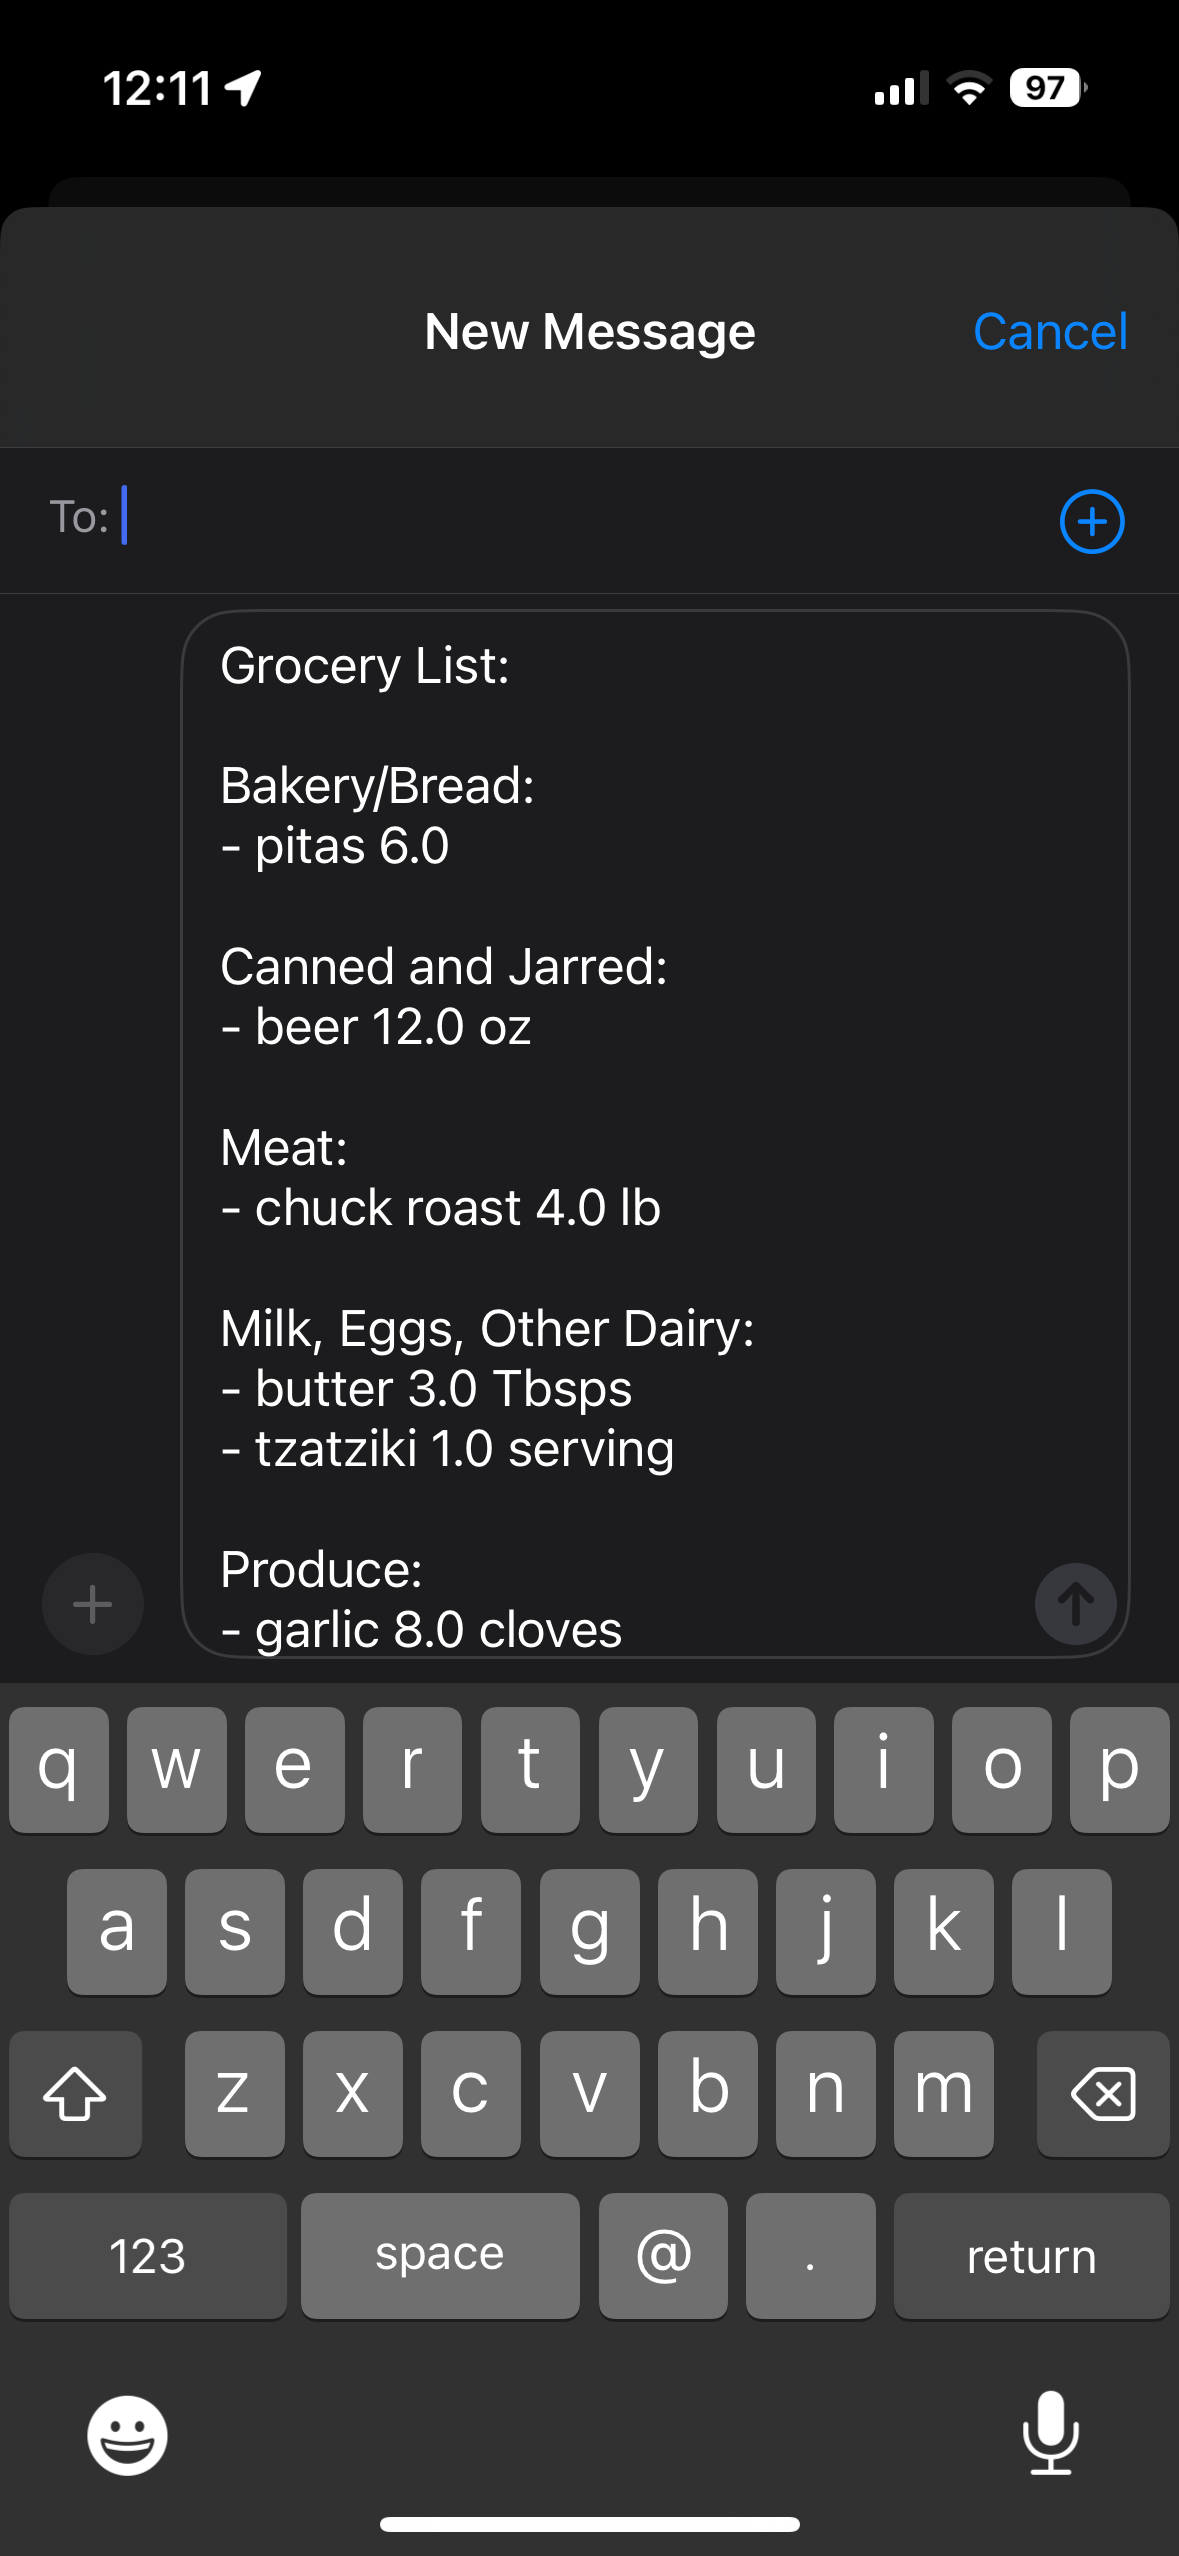 12:11
97
New Message
Cancel
To:
Grocery List:
Bakery/Bread:
- pitas 6.0
Canned and Jarred:
- beer 12.0 oz
Meat:
- chuck roast 4.0 lb
Milk, Eggs, Other Dairy:
- butter 3.0 Tbsps
- tzatziki 1.0 serving
Produce:
- garlic 8.0 cloves
q w e r t y u i o p
a s d f g h j k l
z x c v b n m
123 space @ . return